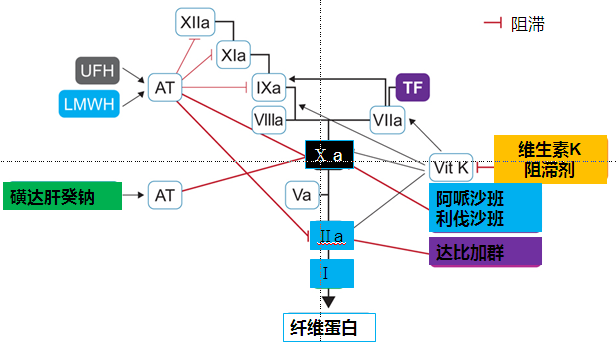 XIIa
阻滞
XIa
UFH
AT
IXa
TF
LMWH
VIIIa
VIIa
维生素K
阻滞剂
Ⅹa
Vit K
磺达肝癸钠
AT
Va
阿哌沙班
利伐沙班
IIa
达比加群
I
纤维蛋白